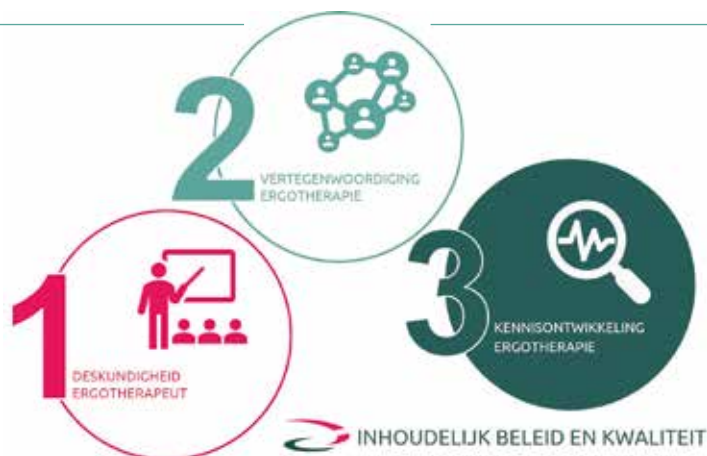 1
DESKUNDIGHEID
ERGOTHERAPEUT
2
VERTEGENWOORDIGING
ERGOTHERAPIE
3
KENNISONTWIKKELING
ERGOTHERAPIE
INHOUDELIJK BELEID EN KWALITEIT